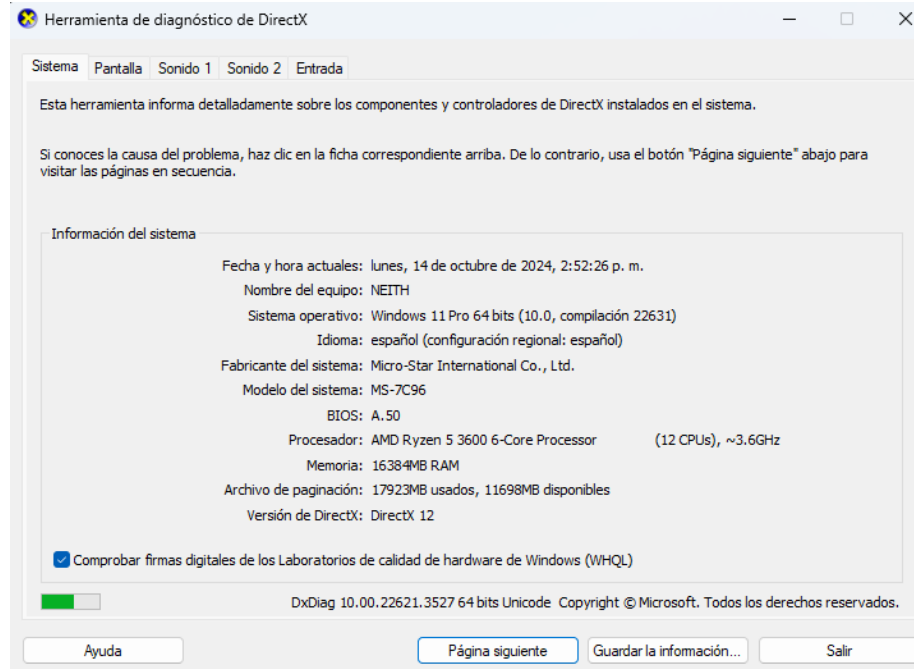 Herramienta de diagnóstico de DirectX
Sistema Pantalla Sonido 1 Sonido 2 Entrada
Esta herramienta informa detalladamente sobre los componentes y controladores de DirectX instalados en el sistema.
Si conoces la causa del problema, haz clic en la ficha correspondiente arriba. De lo contrario, usa el botón "Página siguiente" abajo para
visitar las páginas en secuencia.
Información del sistema
Fecha y hora actuales: lunes, 14 de octubre de 2024, 2:52:26 p. m.
Nombre del equipo: NEITH
Sistema operativo: Windows 11 Pro 64 bits (10.0, compilación 22631)
Idioma: español (configuración regional: español)
Fabricante del sistema: Micro-Star International Co., Ltd.
Modelo del sistema: MS-7C96
BIOS: A.50
Procesador: AMD Ryzen 5 3600 6-Core Processor (12 CPUs), ~3.6GHz
Memoria: 16384MB RAM
Archivo de paginación: 17923MB usados, 11698MB disponibles
Versión de DirectX: DirectX 12
Comprobar firmas digitales de los Laboratorios de calidad de hardware de Windows (WHQL)
DxDiag 10.00.22621.3527 64 bits Unicode Copyright © Microsoft. Todos los derechos reservados.
Ayuda Página siguiente Guardar la información... Salir